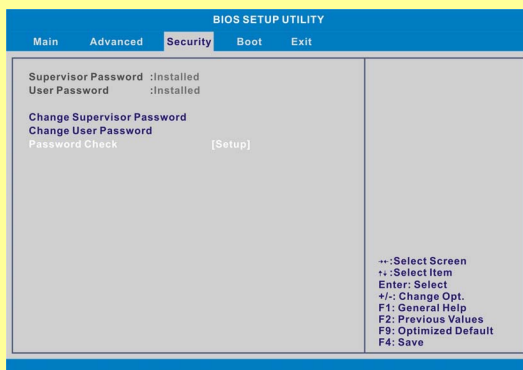 BIOS SETUP UTILITY
Main Advanced Security Boot Exit
Supervisor Password :Installed
User Password :Installed
Change Supervisor Password
Change User Password
Password Check [Setup]
→←:Select Screen
↑↓:Select Item
Enter: Select
+/-: Change Opt.
F1: General Help
F2: Previous Values
F9: Optimized Default
F4: Save